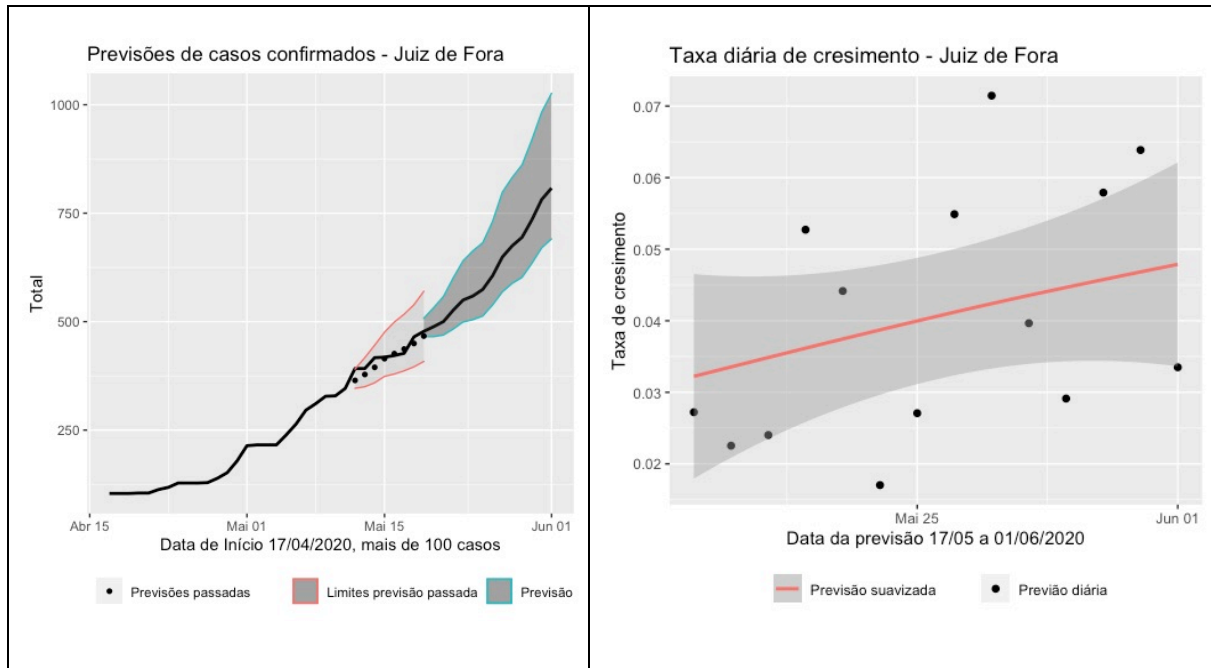 Previsões de casos confirmados - Juiz de Fora
1000
750
500
250
Total
Abr 15
Mai 01
Mai 15
Jun 01
Data de Início 17/04/2020, mais de 100 casos
Previsões passadas
Limites previsão passada
Previsão
Taxa diária de cresimento - Juiz de Fora
0.07
0.06
0.05
0.04
0.03
0.02
Taxa de cresimento
Mai 25
Jun 01
Data da previsão 17/05 a 01/06/2020
Previsão suavizada
Previão diária